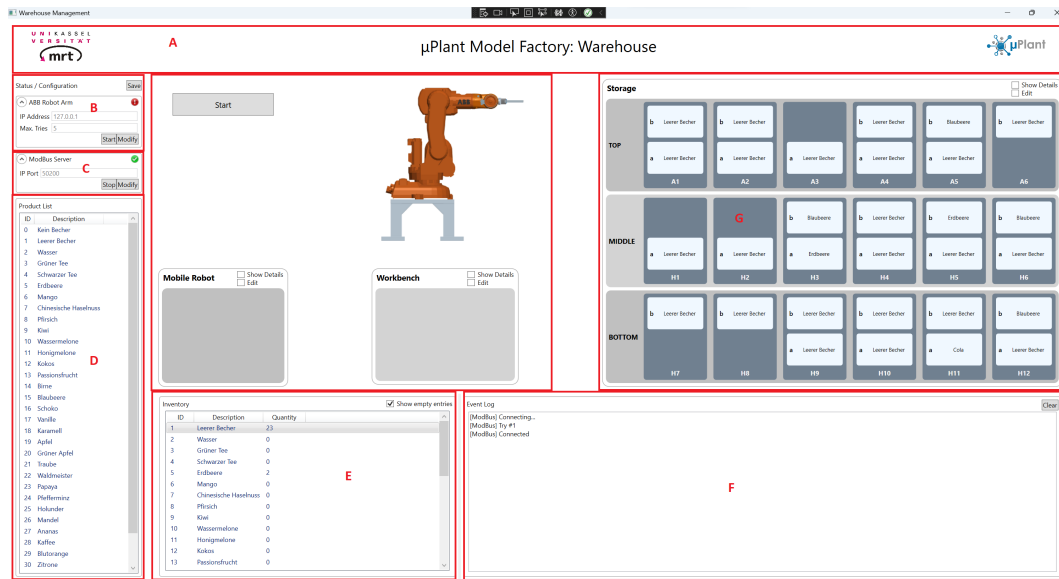 Warehouse Management
U N I K A S S E L
V E R S I T Ä T
mrt
A
µPlant Model Factory: Warehouse
µPlant
Status / Configuration Save
ABB Robot Arm
B
IP Address 127.0.0.1
Max. Tries 5
Start Modify
ModBus Server
C
IP Port 50200
Stop Modify
Product List
ID Description
0 Kein Becher
1 Leerer Becher
2 Wasser
3 Grüner Tee
4 Schwarzer Tee
5 Erdbeere
6 Mango
7 Chinesische Haselnuss
8 Pfirsich
9 Kiwi
10 Wassermelone
11 Honigmelone
12 Kokos
13 Passionsfrucht
14 Birne
15 Blaubeere
16 Schoko
17 Vanille
18 Karamell
19 Apfel
20 Grüner Apfel
21 Traube
22 Waldmeister
23 Papaya
24 Pfefferminz
25 Holunder
26 Mandel
27 Ananas
28 Kaffee
29 Blutorange
30 Zitrone
D
Start
ABB
Mobile Robot Show Details
Edit
Workbench Show Details
Edit
Storage Show Details
Edit
TOP
b Leerer Becher b Leerer Becher b Leerer Becher b Blaubeere b Leerer Becher
a Leerer Becher a Leerer Becher a Leerer Becher a Leerer Becher a Leerer Becher
A1 A2 A3 A4 A5 A6
G
MIDDLE
b Blaubeere b Leerer Becher b Erdbeere b Blaubeere
a Leerer Becher a Leerer Becher a Erdbeere a Leerer Becher a Leerer Becher a Leerer Becher
H1 H2 H3 H4 H5 H6
BOTTOM
b Leerer Becher b Leerer Becher b Leerer Becher b Leerer Becher b Leerer Becher b Blaubeere
a Leerer Becher a Leerer Becher a Cola a Leerer Becher
H7 H8 H9 H10 H11 H12
Inventory Show empty entries
ID Description Quantity
1 Leerer Becher 23
2 Wasser 0
3 Grüner Tee 0
4 Schwarzer Tee 0
5 Erdbeere 2
6 Mango 0
7 Chinesische Haselnuss 0
8 Pfirsich 0
9 Kiwi 0
10 Wassermelone 0
11 Honigmelone 0
12 Kokos 0
13 Passionsfrucht 0
E
Event Log Clear
[ModBus] Connecting...
[ModBus] Try #1
[ModBus] Connected
F